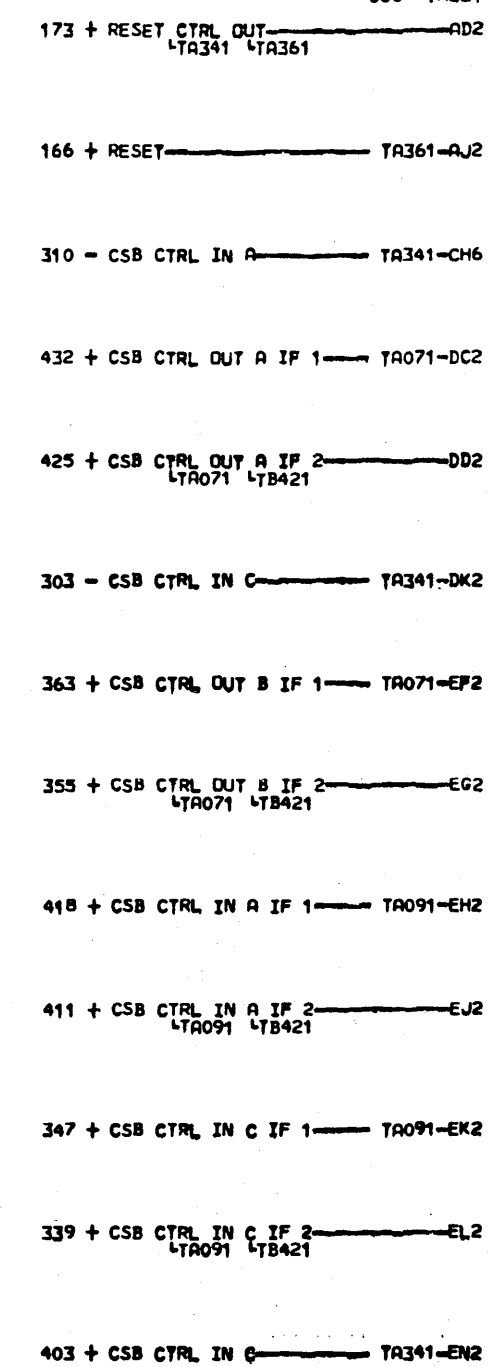 173 + RESET CTRL OUT AD2
└TA341 └TA361
166 + RESET TA361-AJ2
310 - CSB CTRL IN A TA341-CH6
432 + CSB CTRL OUT A IF 1 TA071-DC2
425 + CSB CTRL OUT A IF 2 DD2
└TA071 └TB421
303 - CSB CTRL IN C TA341-DK2
363 + CSB CTRL OUT B IF 1 TA071-EF2
355 + CSB CTRL OUT B IF 2 EG2
└TA071 └TB421
418 + CSB CTRL IN A IF 1 TA091-EH2
411 + CSB CTRL IN A IF 2 EJ2
└TA091 └TB421
347 + CSB CTRL IN C IF 1 TA091-EK2
339 + CSB CTRL IN C IF 2 EL2
└TA091 └TB421
403 + CSB CTRL IN TA341-EN2